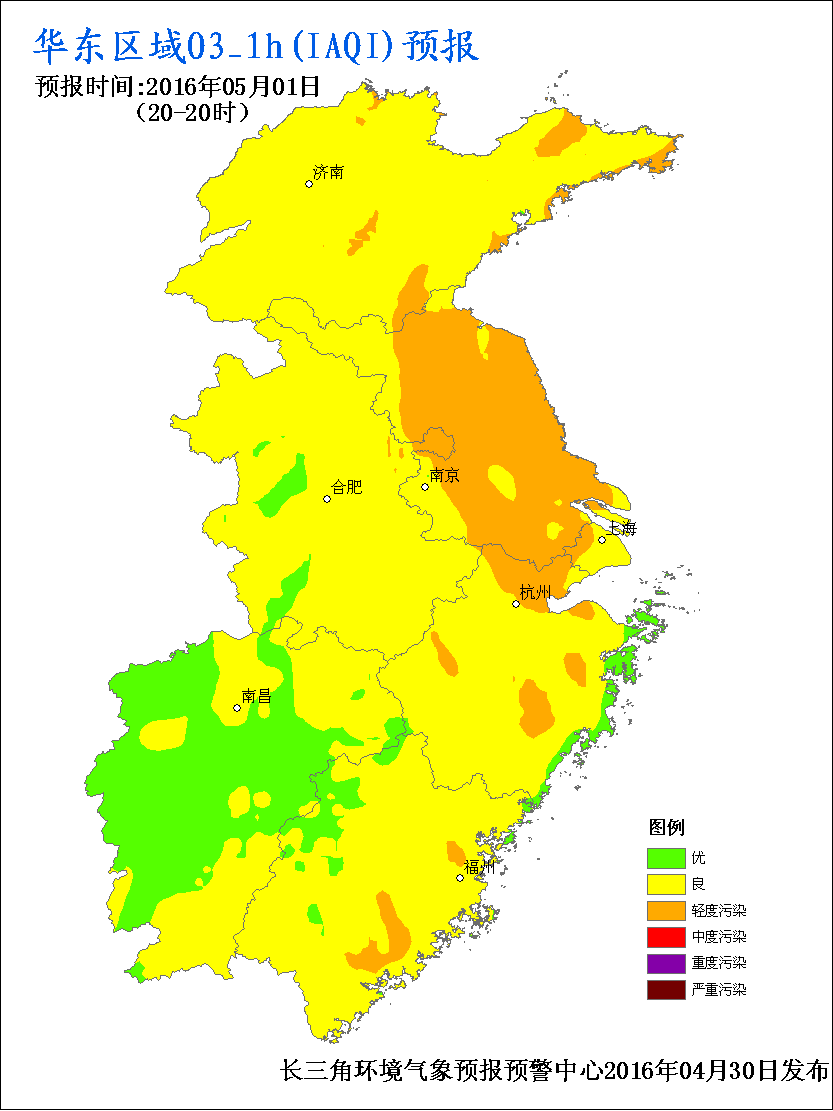 华东区域O3_1h(IAQI)预报
预报时间:2016年05月01日
(20-20时)
济南
南京
合肥
上海
杭州
南昌
福州
图例
优
良
轻度污染
中度污染
重度污染
严重污染
长三角环境气象预报预警中心2016年04月30日发布